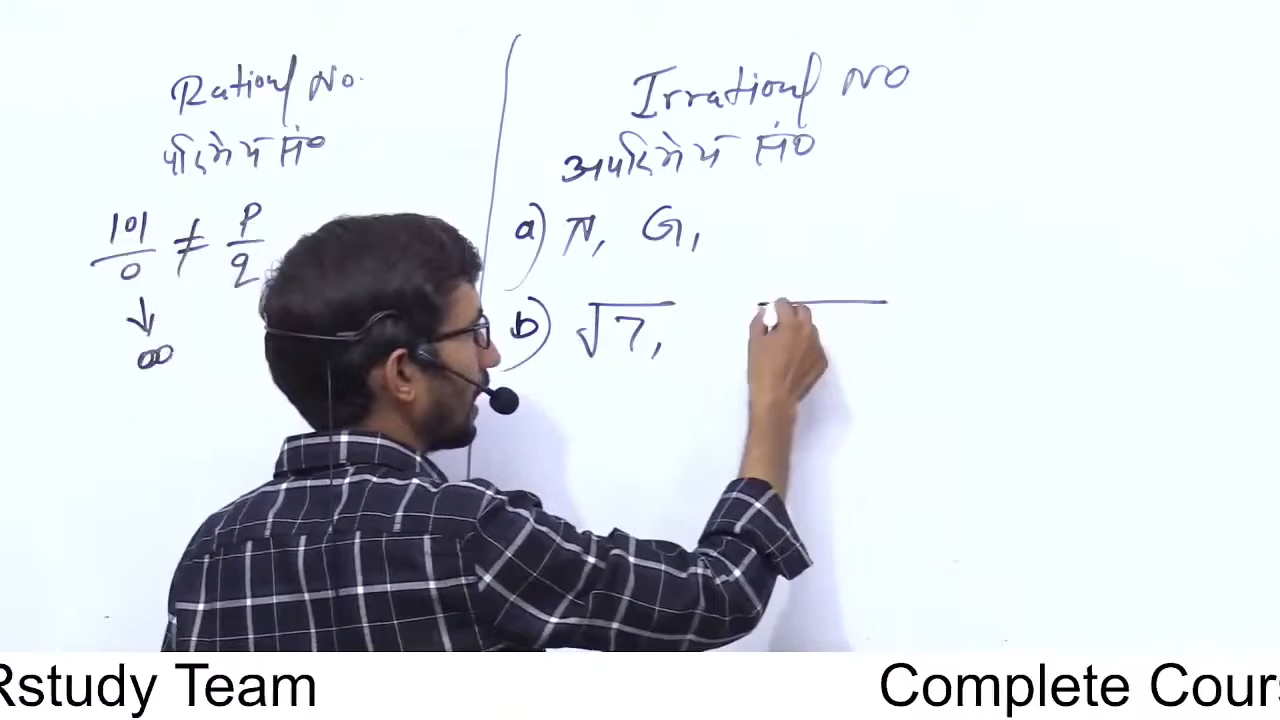 Rational No.
परिमेय सं०
101/0 ≠ p/q
↓
∞
Irrational NO
अपरिमेय सं०
a) π, G,
b) √7,
Rstudy Team
Complete Cours